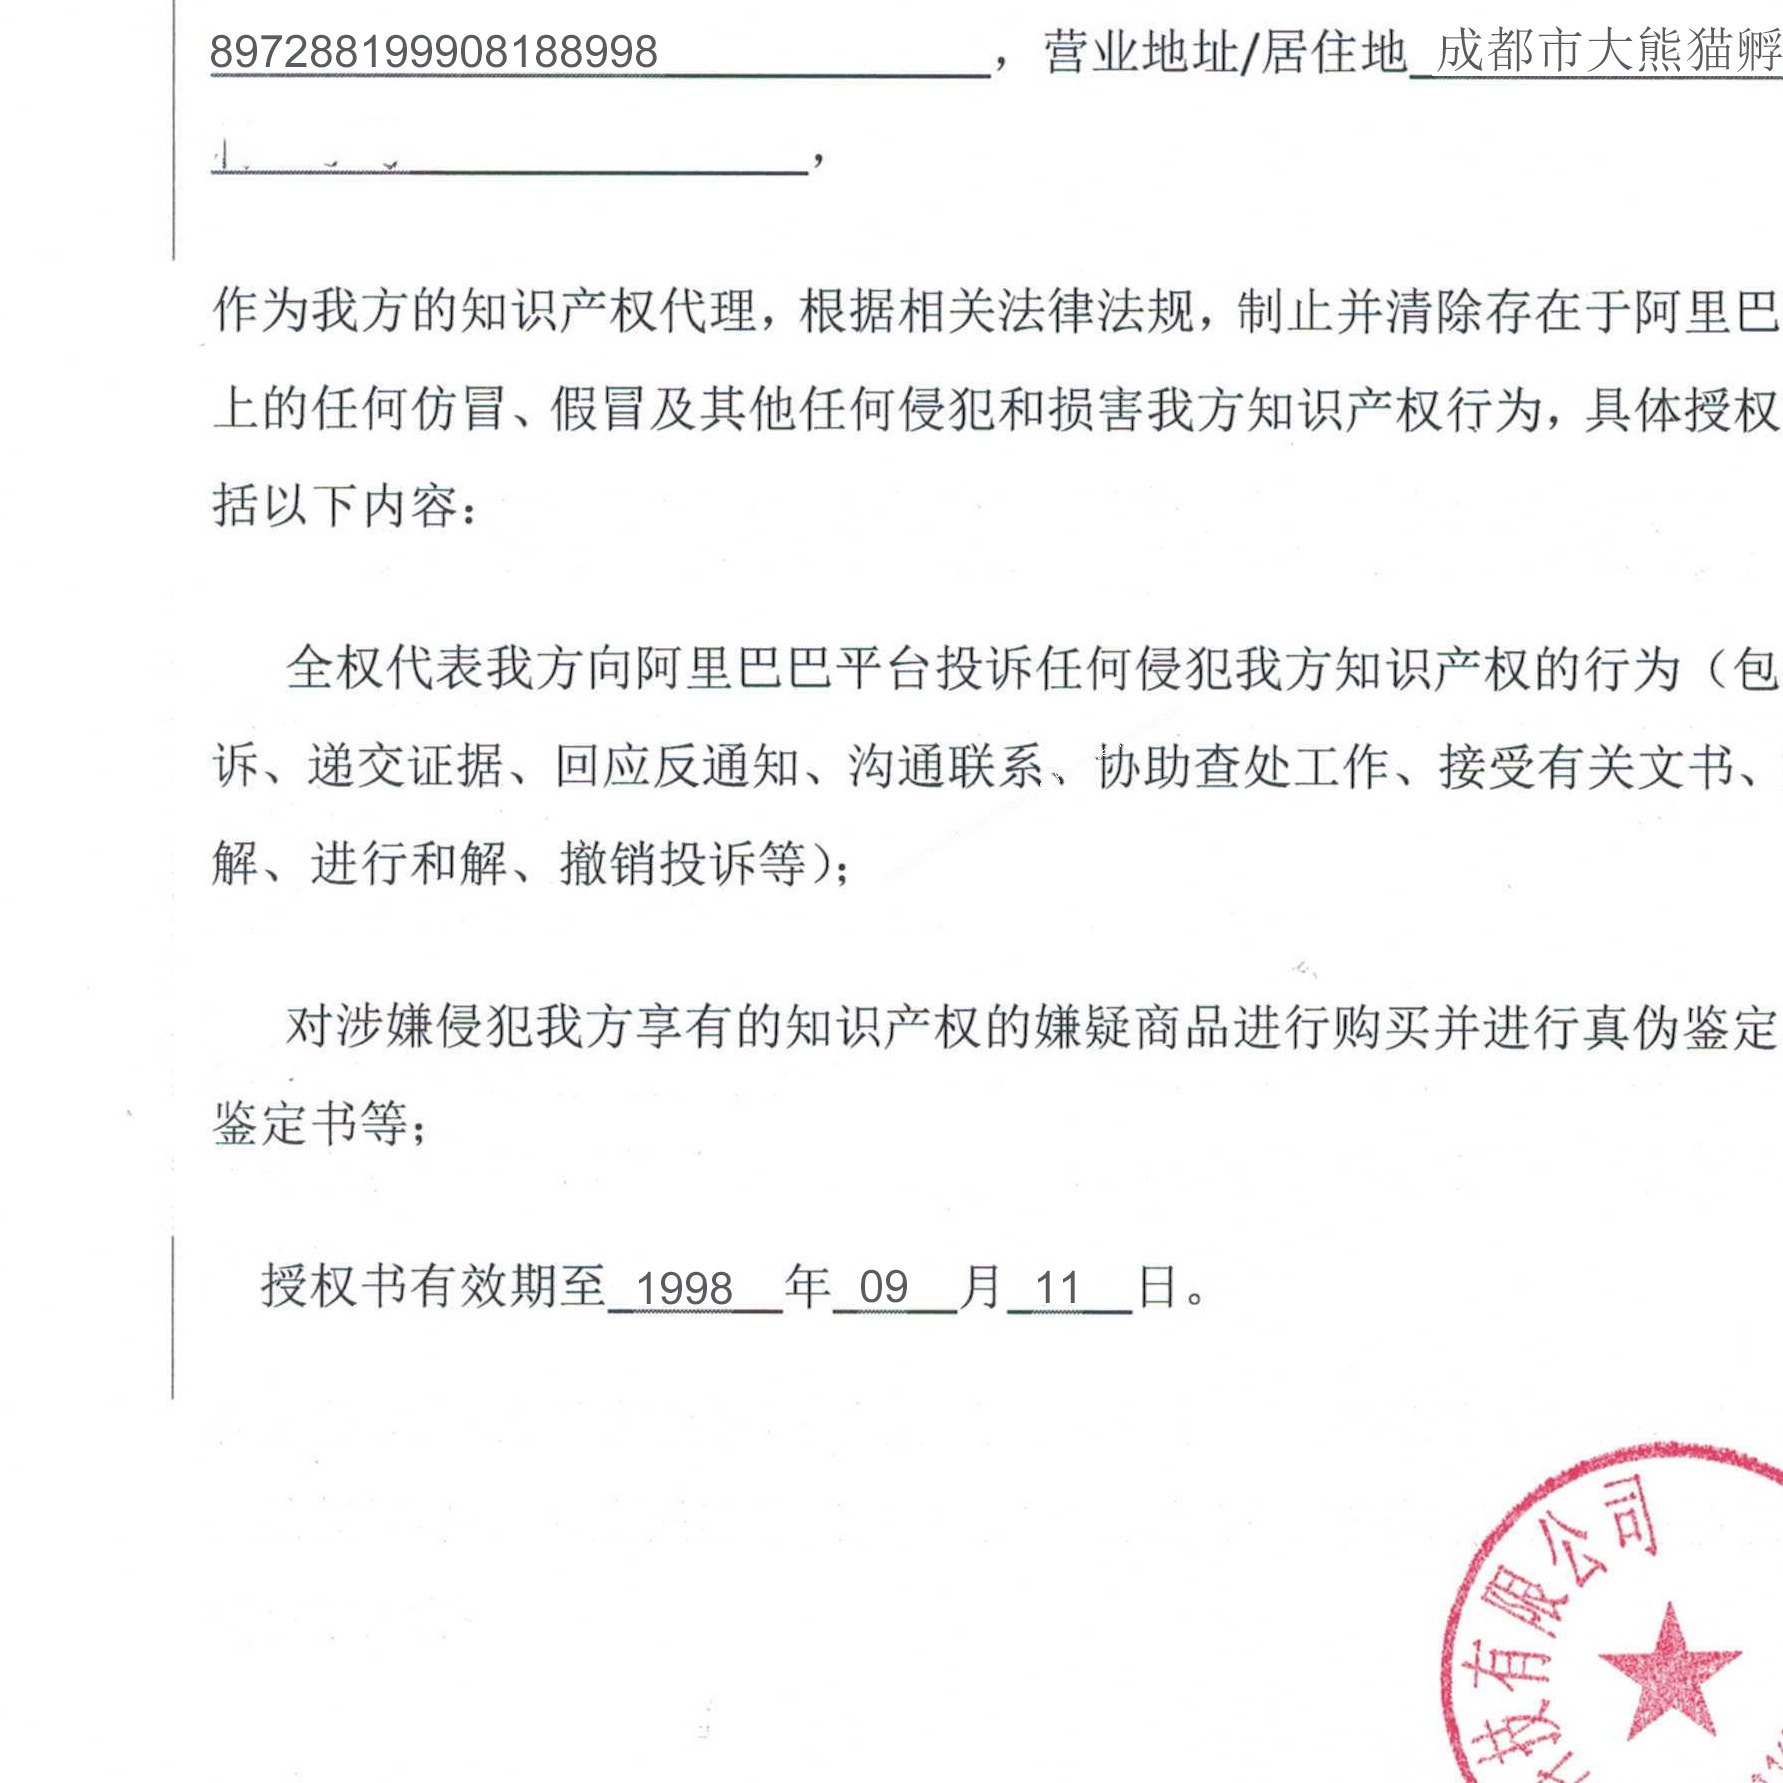 897288199908188998，营业地址/居住地 成都市大熊猫孵
，
作为我方的知识产权代理，根据相关法律法规，制止并清除存在于阿里巴
上的任何仿冒、假冒及其他任何侵犯和损害我方知识产权行为，具体授权
括以下内容：
全权代表我方向阿里巴巴平台投诉任何侵犯我方知识产权的行为（包
诉、递交证据、回应反通知、沟通联系、协助查处工作、接受有关文书、
解、进行和解、撤销投诉等）；
对涉嫌侵犯我方享有的知识产权的嫌疑商品进行购买并进行真伪鉴定
鉴定书等；
授权书有效期至 1998 年 09 月 11 日。
技有限公司